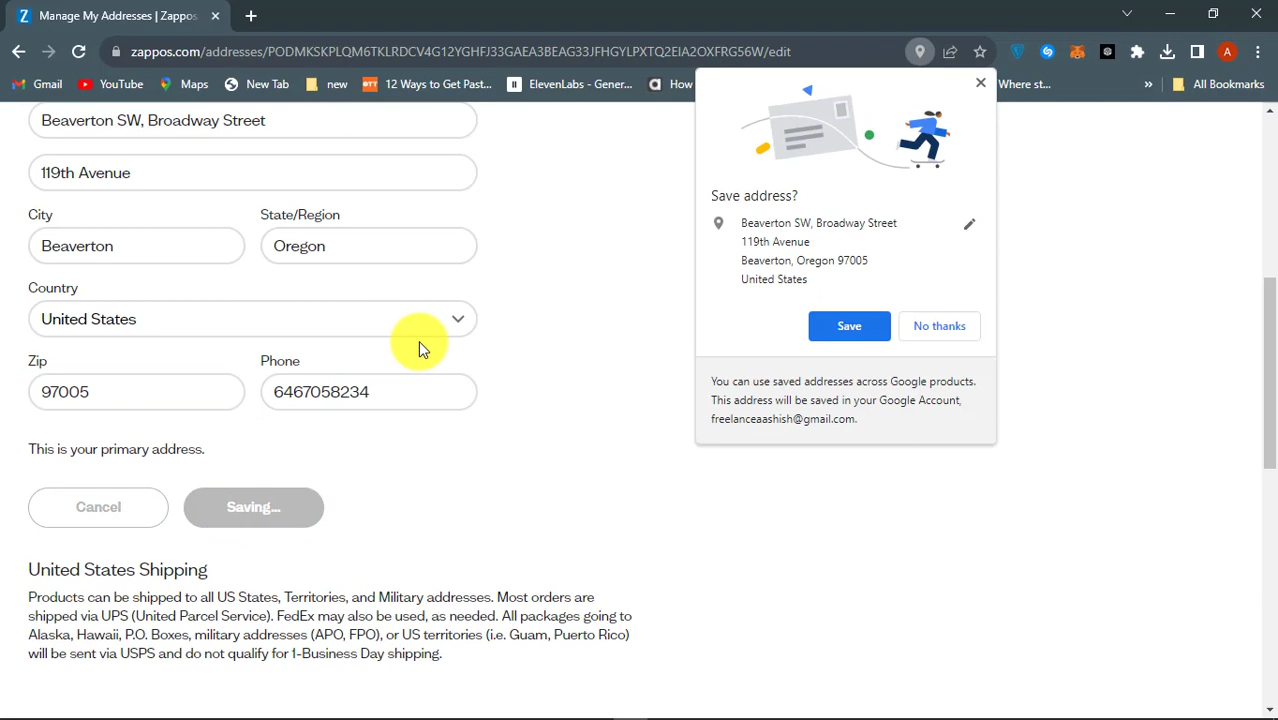 Manage My Addresses | Zappos.
zappos.com/addresses/PODMKSKPLQM6TKLRDCV4G12YGHFJ33GAEA3BEAG33JFHGYLPXTQ2EIA2OXFRG56W/edit
A
Gmail
YouTube
Maps
New Tab
new
OTT
12 Ways to Get Past...
ElevenLabs - Gener...
How
Where st...
»
All Bookmarks
Beaverton SW, Broadway Street
119th Avenue
City
State/Region
Beaverton
Oregon
Country
United States
Zip
Phone
97005
6467058234
This is your primary address.
Cancel
Saving...
United States Shipping
Products can be shipped to all US States, Territories, and Military addresses. Most orders are
shipped via UPS (United Parcel Service). FedEx may also be used, as needed. All packages going to
Alaska, Hawaii, P.O. Boxes, military addresses (APO, FPO), or US territories (i.e. Guam, Puerto Rico)
will be sent via USPS and do not qualify for 1-Business Day shipping.
Save address?
Beaverton SW, Broadway Street
119th Avenue
Beaverton, Oregon 97005
United States
Save
No thanks
You can use saved addresses across Google products.
This address will be saved in your Google Account,
freelanceaashish@gmail.com.